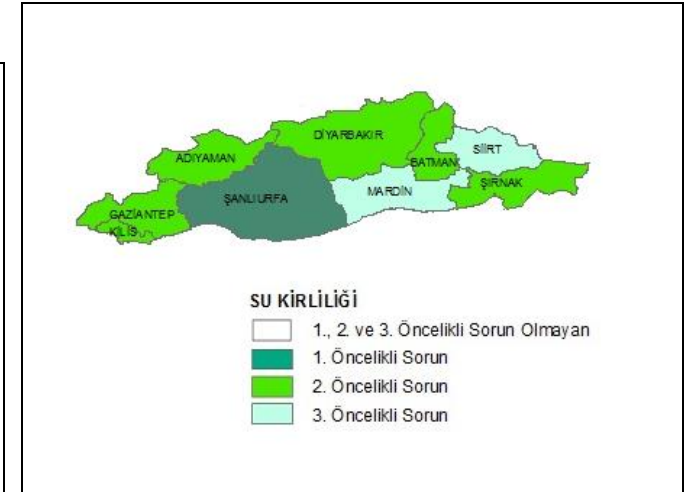 DİYARBAKIR
SİİRT
ADIYAMAN
BATMAN
ŞIRNAK
MARDİN
ŞANLIURFA
GAZİANTEP
KİLİS
SU KİRLİLİĞİ
1., 2. ve 3. Öncelikli Sorun Olmayan
1. Öncelikli Sorun
2. Öncelikli Sorun
3. Öncelikli Sorun